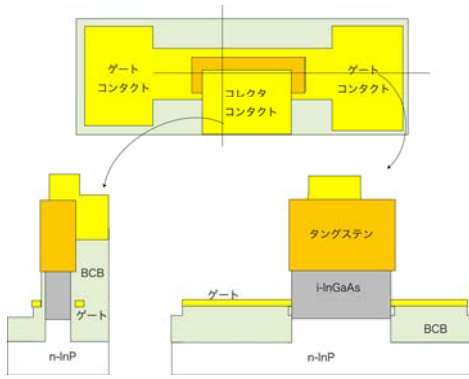 ゲート
コンタクト
コレクタ
コンタクト
ゲート
コンタクト
BCB
ゲート
n-InP
タングステン
i-InGaAs
ゲート
BCB
n-InP